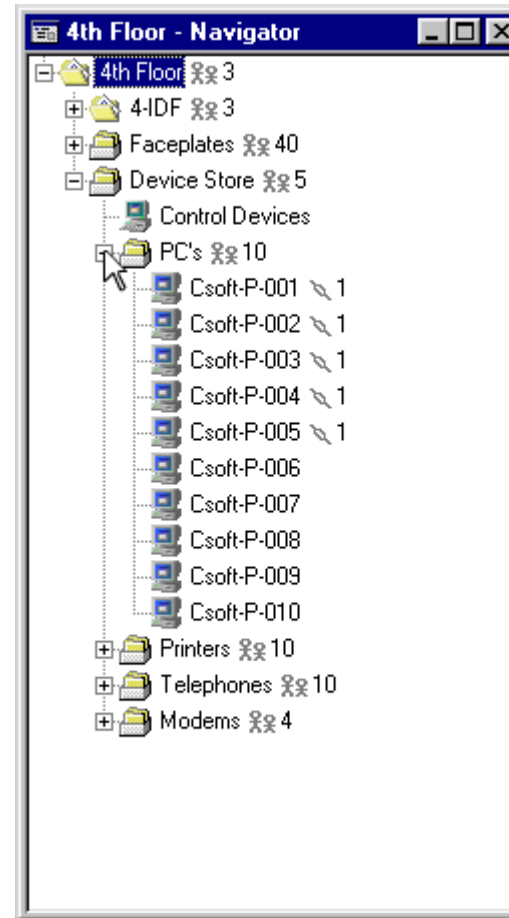 4th Floor - Navigator
4th Floor 3
4-IDF 3
Faceplates 40
Device Store 5
Control Devices
PC's 10
Csoft-P-001 1
Csoft-P-002 1
Csoft-P-003 1
Csoft-P-004 1
Csoft-P-005 1
Csoft-P-006
Csoft-P-007
Csoft-P-008
Csoft-P-009
Csoft-P-010
Printers 10
Telephones 10
Modems 4